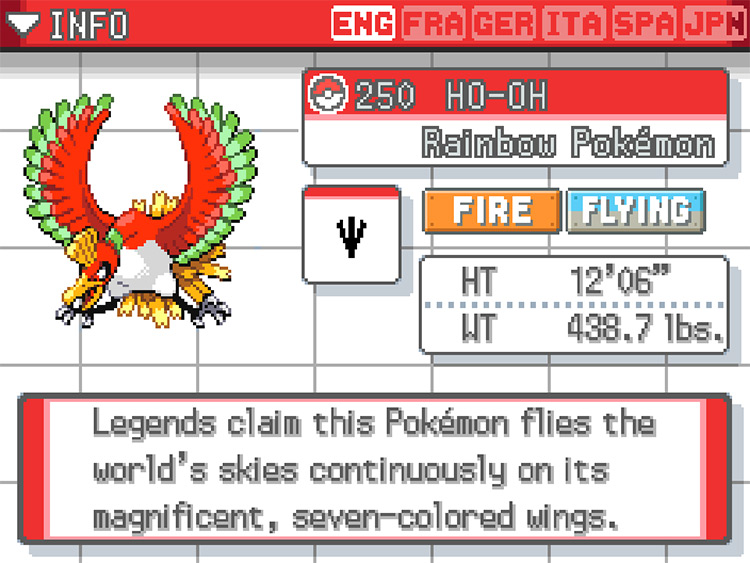 INFO ENG FRA GER ITA SPA JPN
250 HO-OH
Rainbow Pokémon
FIRE FLYING
HT 12'06"
WT 438.7 lbs.
Legends claim this Pokémon flies the
world's skies continuously on its
magnificent, seven-colored wings.